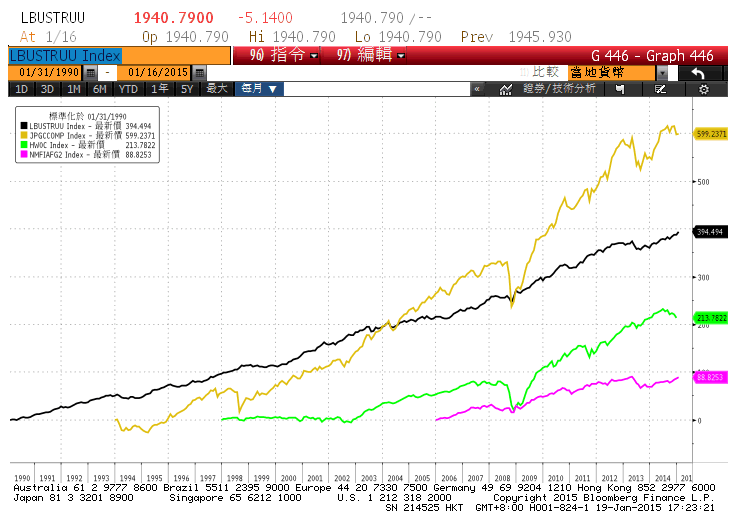 LBUSTRUU 1940.7900 -5.1400 1940.790 /--
At 1/16 Op 1940.790 Hi 1940.790 Lo 1940.790 Prev 1945.930
LBUSTRUU Index 90) 指令 97) 編輯 G 446 - Graph 446
01/31/1990 - 01/16/2015 比較 當地貨幣
1D 3D 1M 6M YTD 1年 5Y 最大 每月 ▼ « 證券/技術分析
標準化於 01/31/1990
LBUSTRUU Index - 最新價 394.494
JPGCCOMP Index - 最新價 599.2371
HW0C Index - 最新價 213.7822
NMFIAFG2 Index - 最新價 88.8253
599.2371
500
394.494
300
213.7822
200
88.8253
100
0
1990 1991 1992 1993 1994 1995 1996 1997 1998 1999 2000 2001 2002 2003 2004 2005 2006 2007 2008 2009 2010 2011 2012 2013 2014 201
Australia 61 2 9777 8600 Brazil 5511 2395 9000 Europe 44 20 7330 7500 Germany 49 69 9204 1210 Hong Kong 852 2977 6000
Japan 81 3 3201 8900 Singapore 65 6212 1000 U.S. 1 212 318 2000 Copyright 2015 Bloomberg Finance L.P.
SN 214525 HKT GMT+8:00 H001-824-1 19-Jan-2015 17:23:21